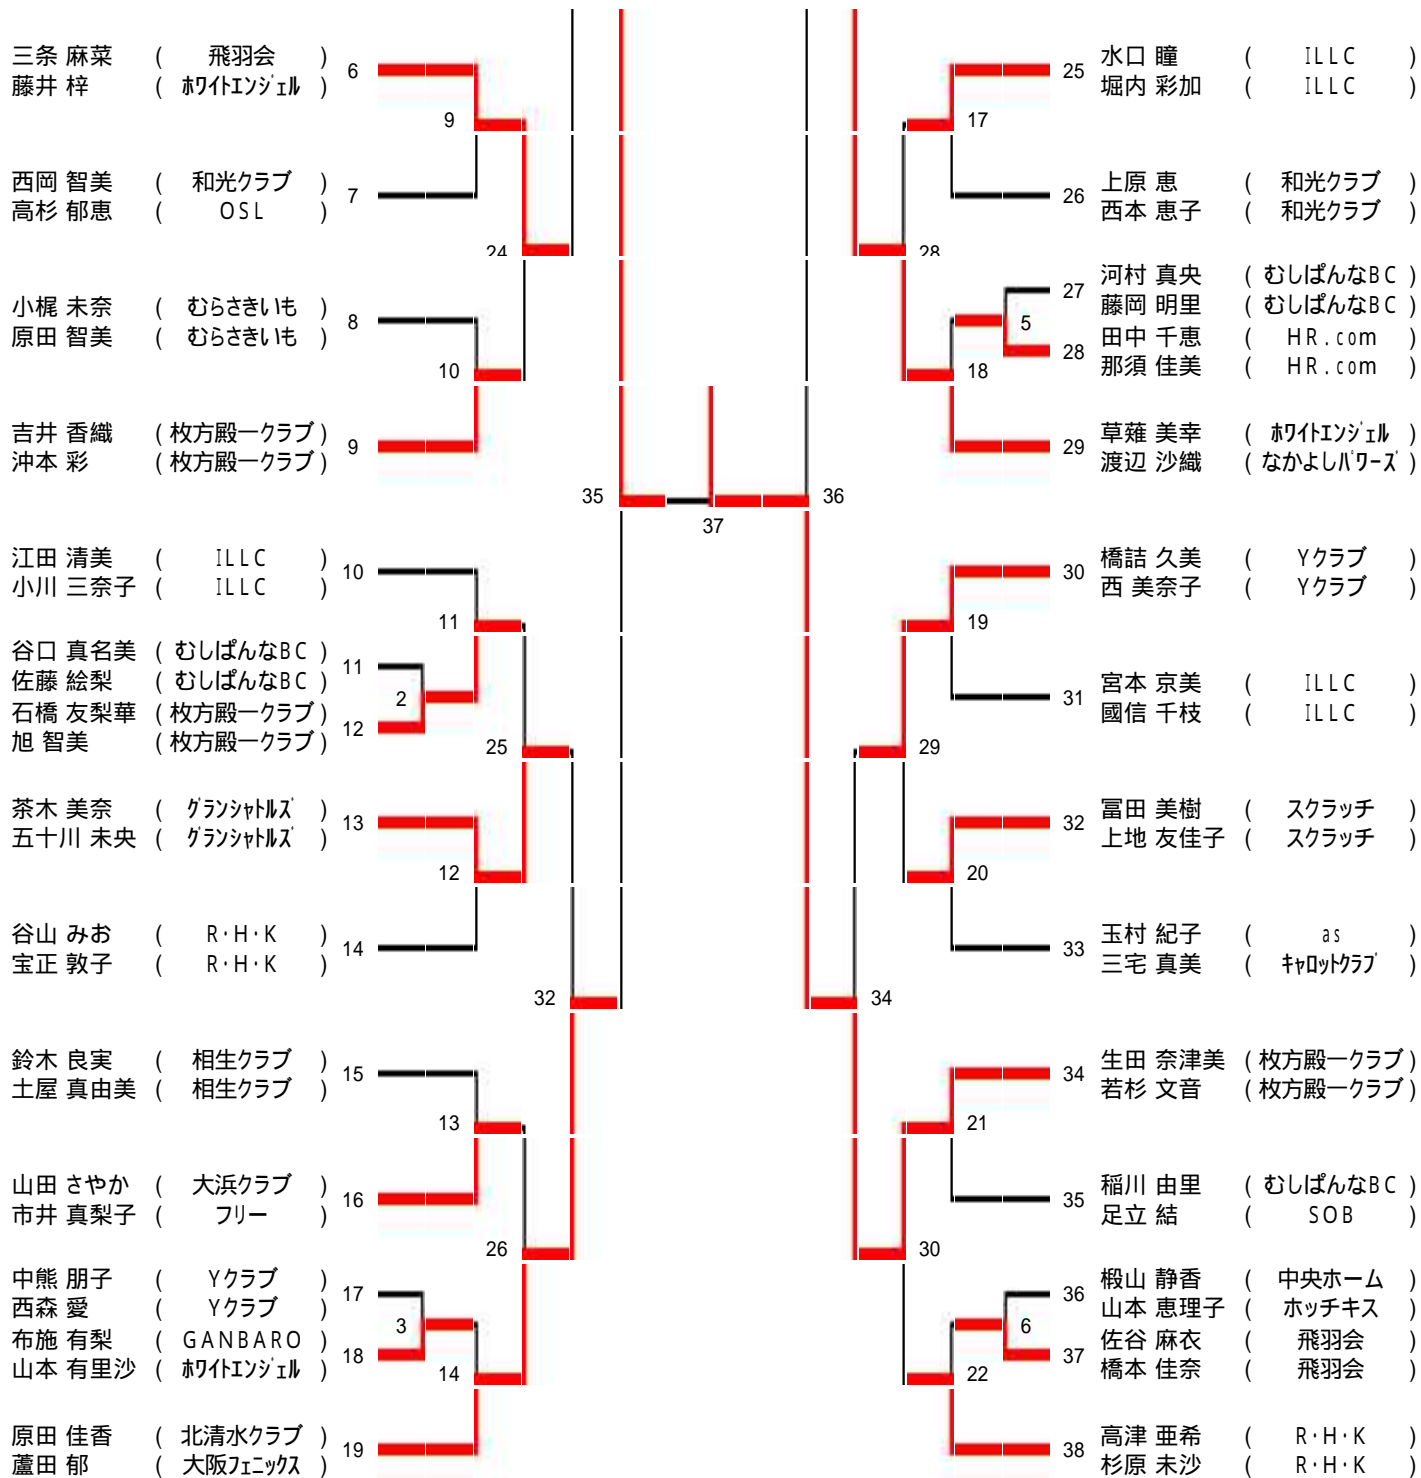 三条 麻菜 ( 飛羽会 ) 6
藤井 梓 ( ホワイトエンジェル )
9
西岡 智美 ( 和光クラブ ) 7
高杉 郁恵 ( OSL )
24
小梶 未奈 ( むらさきいも ) 8
原田 智美 ( むらさきいも )
10
吉井 香織 ( 枚方殿一クラブ ) 9
沖本 彩 ( 枚方殿一クラブ )
35
江田 清美 ( ILLC ) 10
小川 三奈子 ( ILLC )
11
谷口 真名美 ( むしぱんなBC ) 11
佐藤 絵梨 ( むしぱんなBC )
2
石橋 友梨華 ( 枚方殿一クラブ ) 12
旭 智美 ( 枚方殿一クラブ )
25
茶木 美奈 ( グランシャトルズ ) 13
五十川 未央 ( グランシャトルズ )
12
谷山 みお ( R・H・K ) 14
宝正 敦子 ( R・H・K )
32
鈴木 良実 ( 相生クラブ ) 15
土屋 真由美 ( 相生クラブ )
13
山田 さやか ( 大浜クラブ ) 16
市井 真梨子 ( フリー )
26
中熊 朋子 ( Yクラブ ) 17
西森 愛 ( Yクラブ )
3
布施 有梨 ( GANBARO ) 18
山本 有里沙 ( ホワイトエンジェル )
14
原田 佳香 ( 北清水クラブ ) 19
蘆田 郁 ( 大阪フェニックス )
37
25 水口 瞳 ( ILLC )
堀内 彩加 ( ILLC )
17
26 上原 恵 ( 和光クラブ )
西本 恵子 ( 和光クラブ )
28
27 河村 真央 ( むしぱんなBC )
藤岡 明里 ( むしぱんなBC )
5
28 田中 千恵 ( HR.com )
那須 佳美 ( HR.com )
18
29 草薙 美幸 ( ホワイトエンジェル )
渡辺 沙織 ( なかよしパワーズ )
36
30 橋詰 久美 ( Yクラブ )
西 美奈子 ( Yクラブ )
19
31 宮本 京美 ( ILLC )
國信 千枝 ( ILLC )
29
32 冨田 美樹 ( スクラッチ )
上地 友佳子 ( スクラッチ )
20
33 玉村 紀子 ( as )
三宅 真美 ( キャロットクラブ )
34
34 生田 奈津美 ( 枚方殿一クラブ )
若杉 文音 ( 枚方殿一クラブ )
21
35 稲川 由里 ( むしぱんなBC )
足立 結 ( SOB )
30
36 椴山 静香 ( 中央ホーム )
山本 恵理子 ( ホッチキス )
6
37 佐谷 麻衣 ( 飛羽会 )
橋本 佳奈 ( 飛羽会 )
22
38 高津 亜希 ( R・H・K )
杉原 未沙 ( R・H・K )